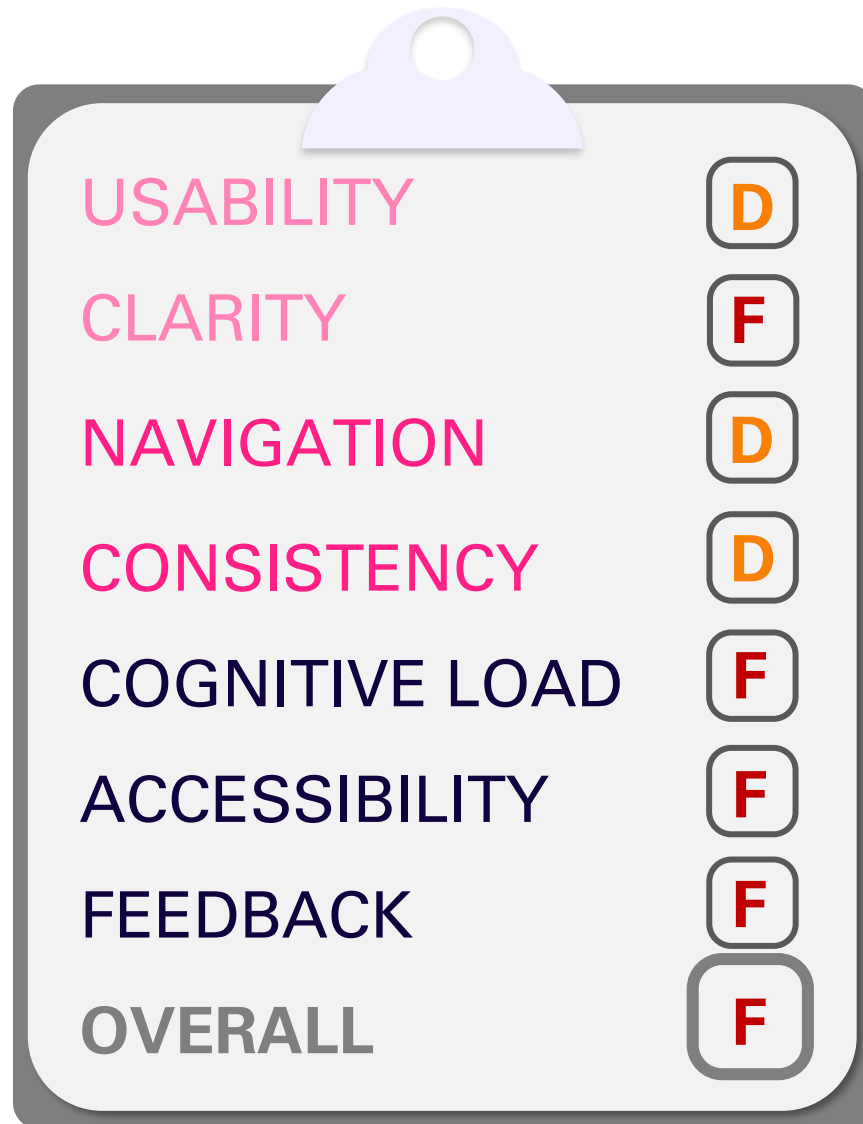 USABILITY D
CLARITY F
NAVIGATION D
CONSISTENCY D
COGNITIVE LOAD F
ACCESSIBILITY F
FEEDBACK F
OVERALL F